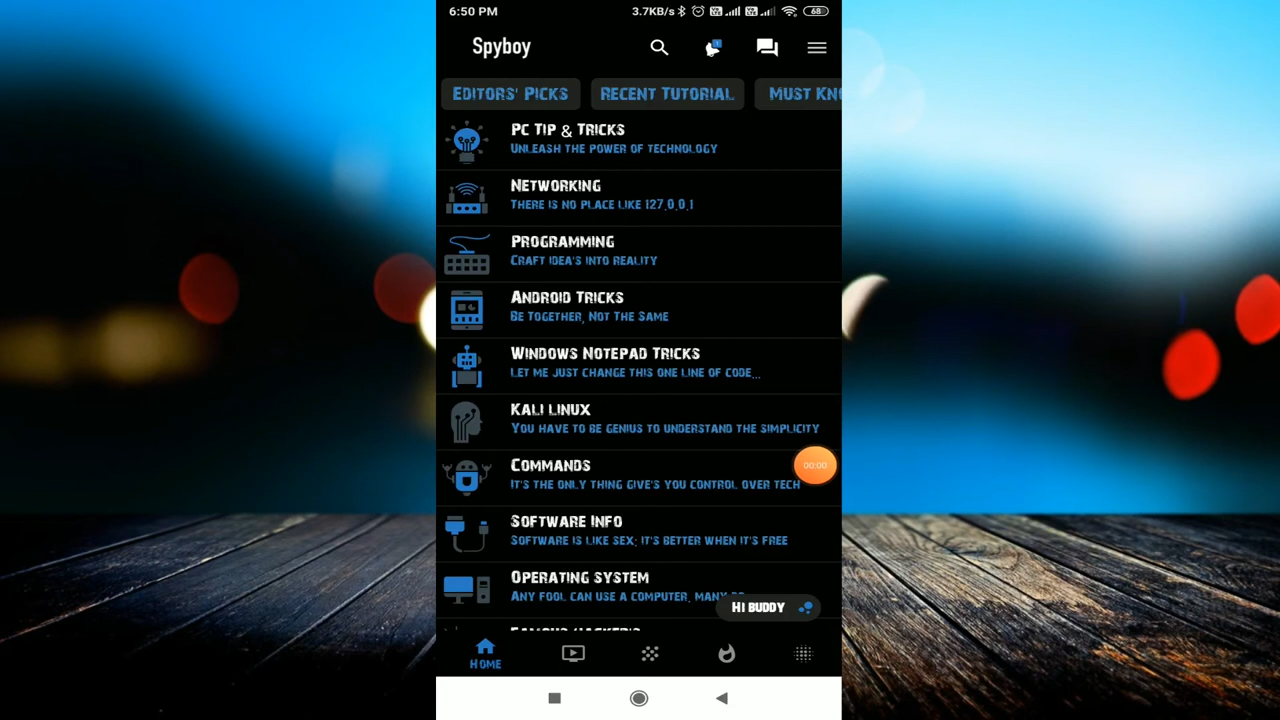 6:50 PM
3.7KB/s
68
Spyboy
EDITORS' PICKS
RECENT TUTORIAL
MUST KN
PC TIP & TRICKS
UNLEASH THE POWER OF TECHNOLOGY
NETWORKING
THERE IS NO PLACE LIKE 127.0.0.1
PROGRAMMING
CRAFT IDEA'S INTO REALITY
ANDROID TRICKS
BE TOGETHER, NOT THE SAME
WINDOWS NOTEPAD TRICKS
LET ME JUST CHANGE THIS ONE LINE OF CODE...
KALI LINUX
YOU HAVE TO BE GENIUS TO UNDERSTAND THE SIMPLICITY
COMMANDS
IT'S THE ONLY THING GIVE'S YOU CONTROL OVER TECH
00:00
SOFTWARE INFO
SOFTWARE IS LIKE SEX: IT'S BETTER WHEN IT'S FREE
OPERATING SYSTEM
ANY FOOL CAN USE A COMPUTER, MANY
HI BUDDY
HOME